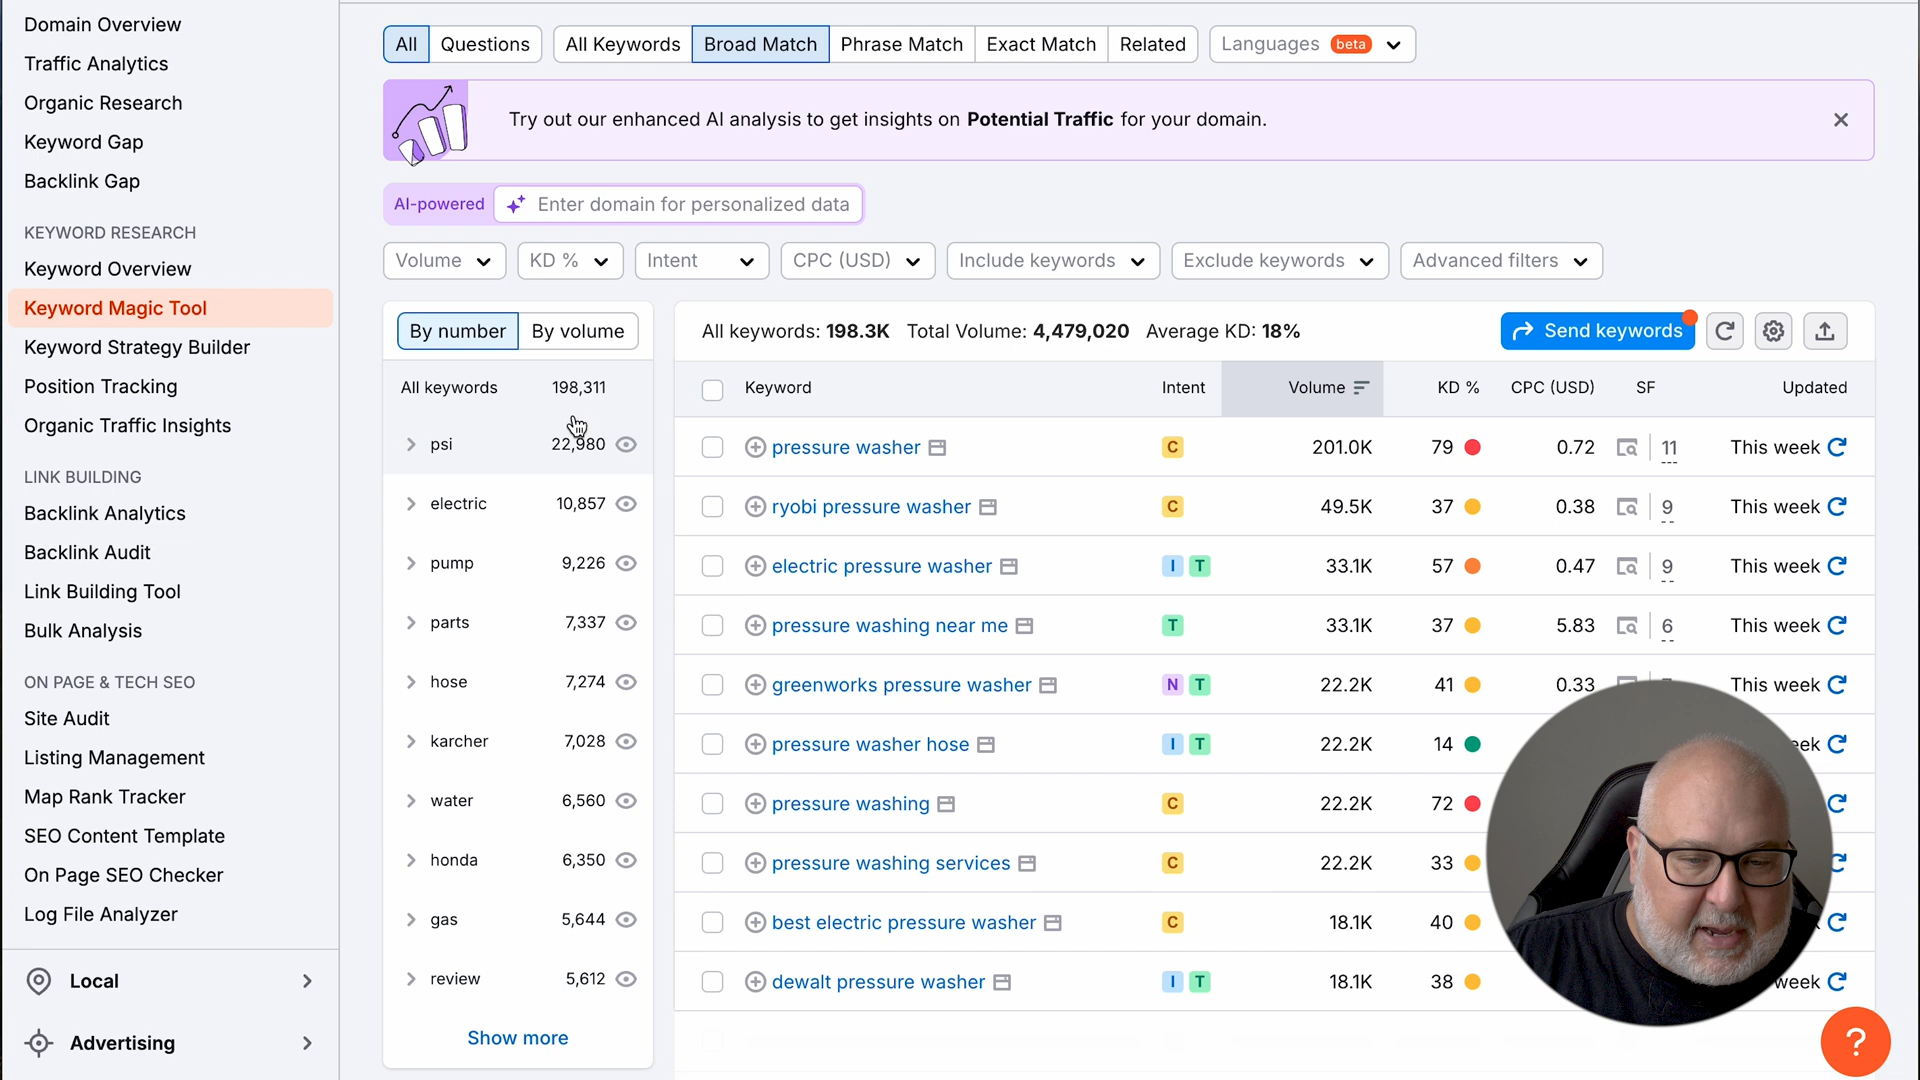 Domain Overview
Traffic Analytics
Organic Research
Keyword Gap
Backlink Gap
KEYWORD RESEARCH
Keyword Overview
Keyword Magic Tool
Keyword Strategy Builder
Position Tracking
Organic Traffic Insights
LINK BUILDING
Backlink Analytics
Backlink Audit
Link Building Tool
Bulk Analysis
ON PAGE & TECH SEO
Site Audit
Listing Management
Map Rank Tracker
SEO Content Template
On Page SEO Checker
Log File Analyzer
Local
Advertising
All Questions All Keywords Broad Match Phrase Match Exact Match Related Languages beta
Try out our enhanced AI analysis to get insights on Potential Traffic for your domain.
AI-powered Enter domain for personalized data
Volume KD % Intent CPC (USD) Include keywords Exclude keywords Advanced filters
By number By volume
All keywords 198,311
psi 22,980
electric 10,857
pump 9,226
parts 7,337
hose 7,274
karcher 7,028
water 6,560
honda 6,350
gas 5,644
review 5,612
Show more
All keywords: 198.3K Total Volume: 4,479,020 Average KD: 18% Send keywords
Keyword Intent Volume KD % CPC (USD) SF Updated
pressure washer C 201.0K 79 0.72 11 This week
ryobi pressure washer C 49.5K 37 0.38 9 This week
electric pressure washer I T 33.1K 57 0.47 9 This week
pressure washing near me T 33.1K 37 5.83 6 This week
greenworks pressure washer N T 22.2K 41 0.33 This week
pressure washer hose I T 22.2K 14 eek
pressure washing C 22.2K 72
pressure washing services C 22.2K 33
best electric pressure washer C 18.1K 40
dewalt pressure washer I T 18.1K 38 week
?